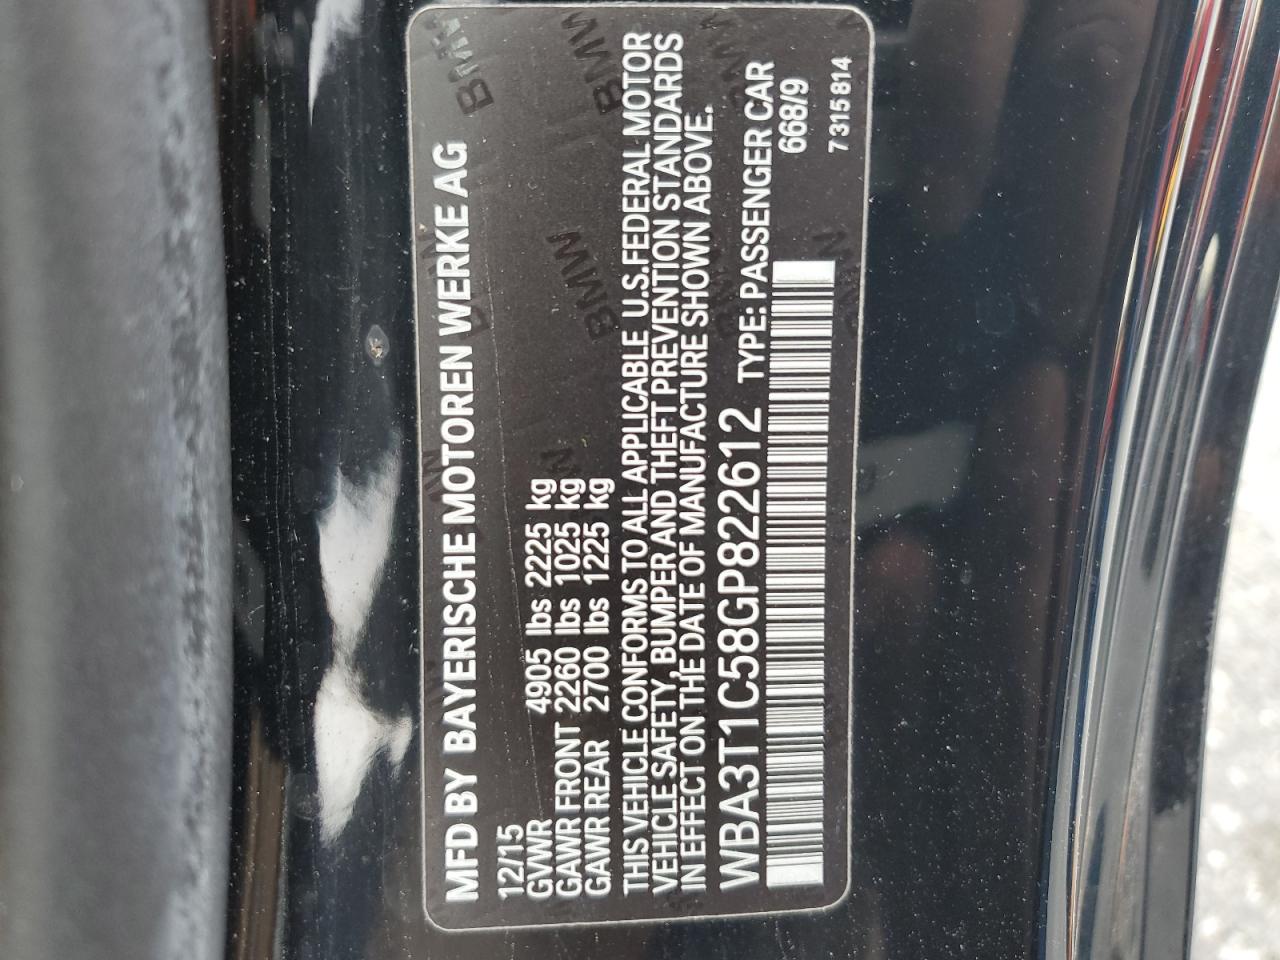 MFD BY BAYERISCHE MOTOREN WERKE AG
12/15
GVWR 4905 lbs 2225 kg
GAWR FRONT 2260 lbs 1025 kg
GAWR REAR 2700 lbs 1225 kg
THIS VEHICLE CONFORMS TO ALL APPLICABLE U.S.FEDERAL MOTOR
VEHICLE SAFETY, BUMPER AND THEFT PREVENTION STANDARDS
IN EFFECT ON THE DATE OF MANUFACTURE SHOWN ABOVE.
WBA3T1C58GP822612 TYPE: PASSENGER CAR
668/9
7 315 814
BMW
BMW
BMW